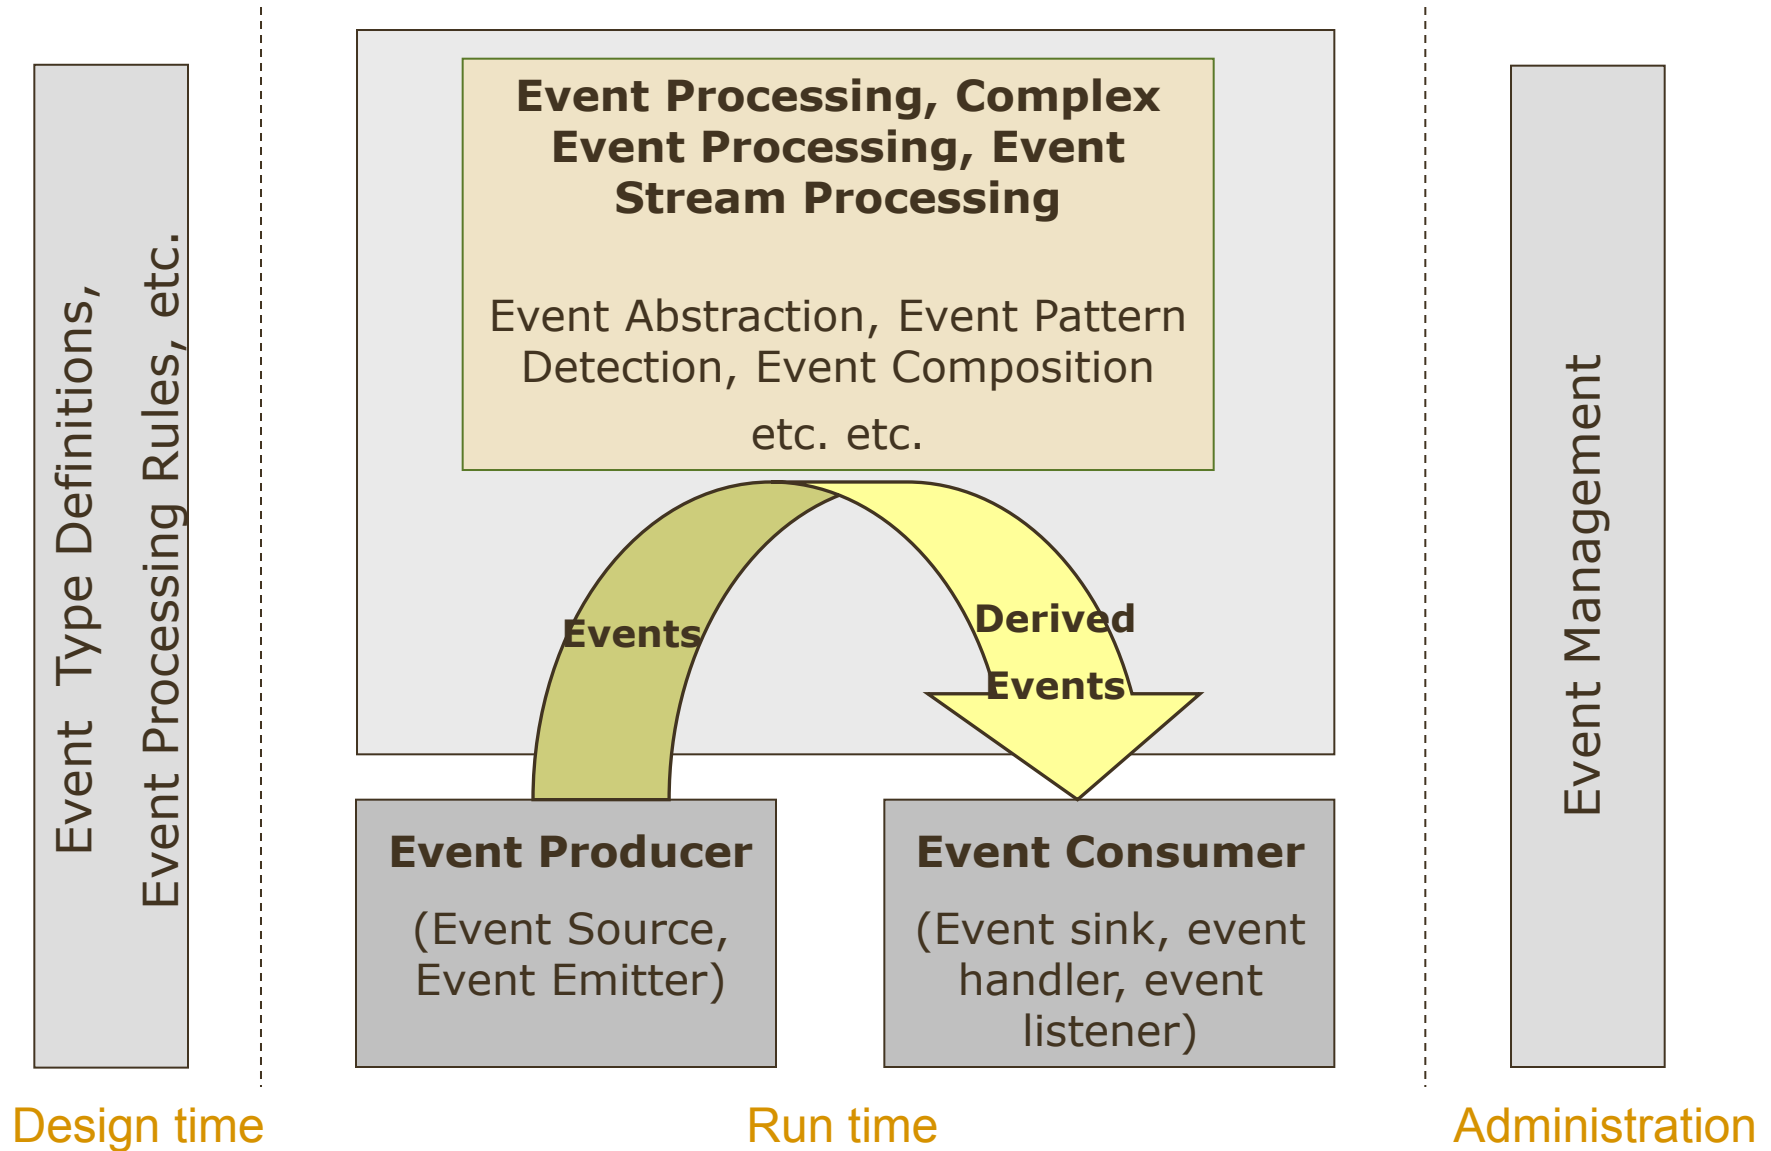 Event Type Definitions,
Event Processing Rules, etc.
Event Processing, Complex
Event Processing, Event
Stream Processing
Event Abstraction, Event Pattern
Detection, Event Composition
etc. etc.
Events
Derived
Events
Event Producer
(Event Source,
Event Emitter)
Event Consumer
(Event sink, event
handler, event
listener)
Event Management
Design time
Run time
Administration